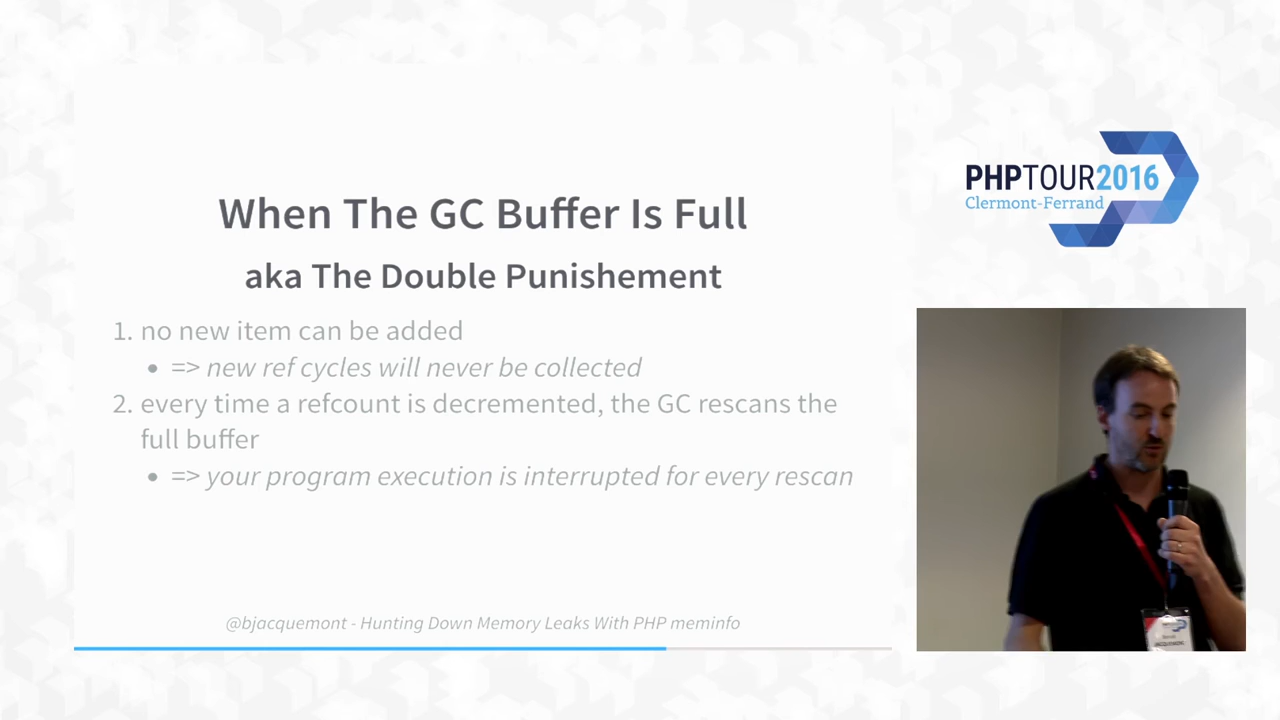 When The GC Buffer Is Full
aka The Double Punishement
1. no new item can be added
• => new ref cycles will never be collected
2. every time a refcount is decremented, the GC rescans the
full buffer
• => your program execution is interrupted for every rescan
@bjacquemont - Hunting Down Memory Leaks With PHP meminfo
PHPTOUR2016
Clermont-Ferrand